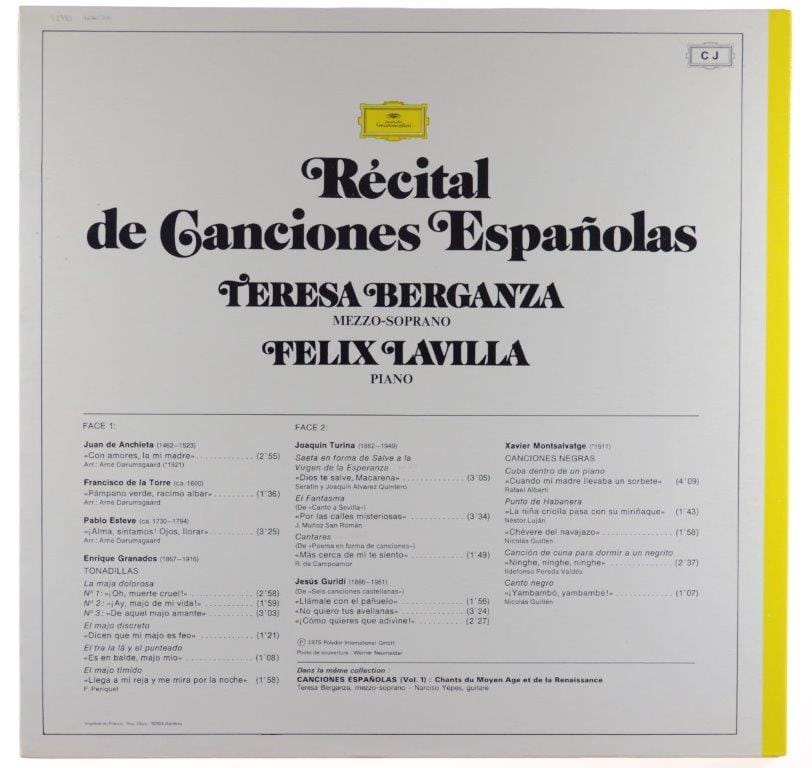 CJ
Deutsche
Grammophon
Récital
de Canciones Españolas
TERESA BERGANZA
MEZZO-SOPRANO
FELIX LAVILLA
PIANO
FACE 1:
Juan de Anchieta (1462–1523)
«Con amores, la mi madre» . . . . . . . . . . . . (2´55)
Arr.: Arne Dørumsgaard (*1921)
Francisco de la Torre (ca. 1600)
«Pámpano verde, racimo albar» . . . . . . . . . (1´36)
Pablo Esteve (ca. 1730–1794)
«¡Alma, sintamos! Ojos, llorar» . . . . . . . . . . (3´25)
Arr.: Arne Dørumsgaard
Enrique Granados (1867–1916)
TONADILLAS
La maja dolorosa
Nº 1: «¡Oh, muerte cruel!» . . . . . . . . . . . . . (2´58)
Nº 2: «¡Ay, majo de mi vida!» . . . . . . . . . . . (1´59)
Nº 3: «De aquel majo amante» . . . . . . . . . . (3´03)
El majo discreto
«Dicen que mi majo es feo» . . . . . . . . . . . . (1´21)
El tra la lá y el punteado
«Es en balde, majo mío» . . . . . . . . . . . . . . (1´08)
El majo tímido
«Llega a mi reja y me mira por la noche» (1´58)
F. Periquet
FACE 2:
Joaquín Turina (1882–1949)
Saeta en forma de Salve a la
Virgen de la Esperanza
«Dios te salve, Macarena» . . . . . . . . . . . . (3´05)
Serafín y Joaquín Alvarez Quintero
El Fantasma
(De «Canto a Sevilla»)
«Por las calles misteriosas» . . . . . . . . . . . (3´34)
J. Muñoz San Román
Cantares
(De «Poema en forma de canciones»)
«Más cerca de mí te siento» . . . . . . . . . . . (1´49)
R. de Campoamor
Jesús Guridi (1886–1961)
(De «Seis canciones castellanas»)
«Llámale con el pañuelo» . . . . . . . . . . . . (1´56)
«No quiero tus avellanas» . . . . . . . . . . . . (3´24)
«¡Cómo quieres que adivine!» . . . . . . . . . (2´27)
Ⓟ 1975 Polydor International GmbH
Photo de couverture : Werner Neumeister
Xavier Montsalvatge (*1911)
CANCIONES NEGRAS
Cuba dentro de un piano
«Cuando mi madre llevaba un sorbete» (4´09)
Rafael Alberti
Punto de Habanera
«La niña criolla pasa con su miriñaque» (1´43)
Néstor Luján
«Chévere del navajazo» . . . . . . . . . . . . . (1´58)
Nicolás Guillén
Canción de cuna para dormir a un negrito
«Ninghe, ninghe, ninghe» . . . . . . . . . . . . (2´37)
Ildefonso Pereda Valdés
Canto negro
«¡Yambambó, yambambé!» . . . . . . . . . . . (1´07)
Nicolás Guillén
Dans la même collection :
CANCIONES ESPAÑOLAS (Vol. 1) : Chants du Moyen Age et de la Renaissance
Teresa Berganza, mezzo-soprano - Narciso Yépes, guitare
Imprimé en France